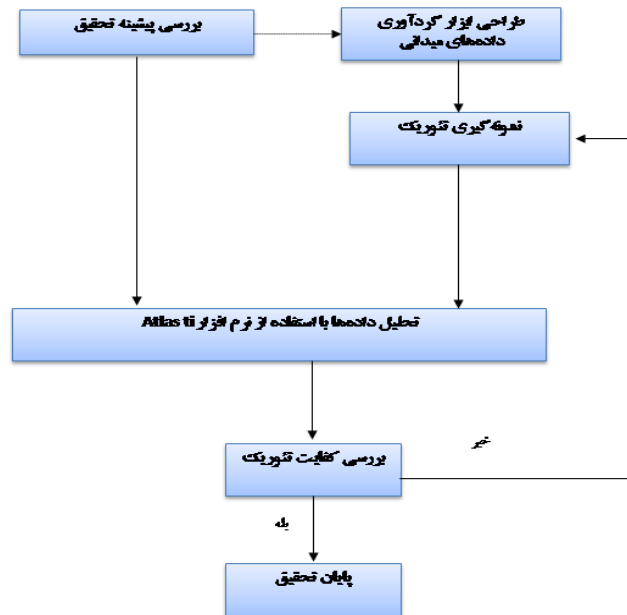 بررسی پیشینه تحقیق
طراحی ابزار گردآوری
داده‌های میدانی
نمونه گیری تئوریک
تحلیل داده‌ها با استفاده از نرم افزار Atlas ti
بررسی کفایت تئوریک
خیر
بله
پایان تحقیق